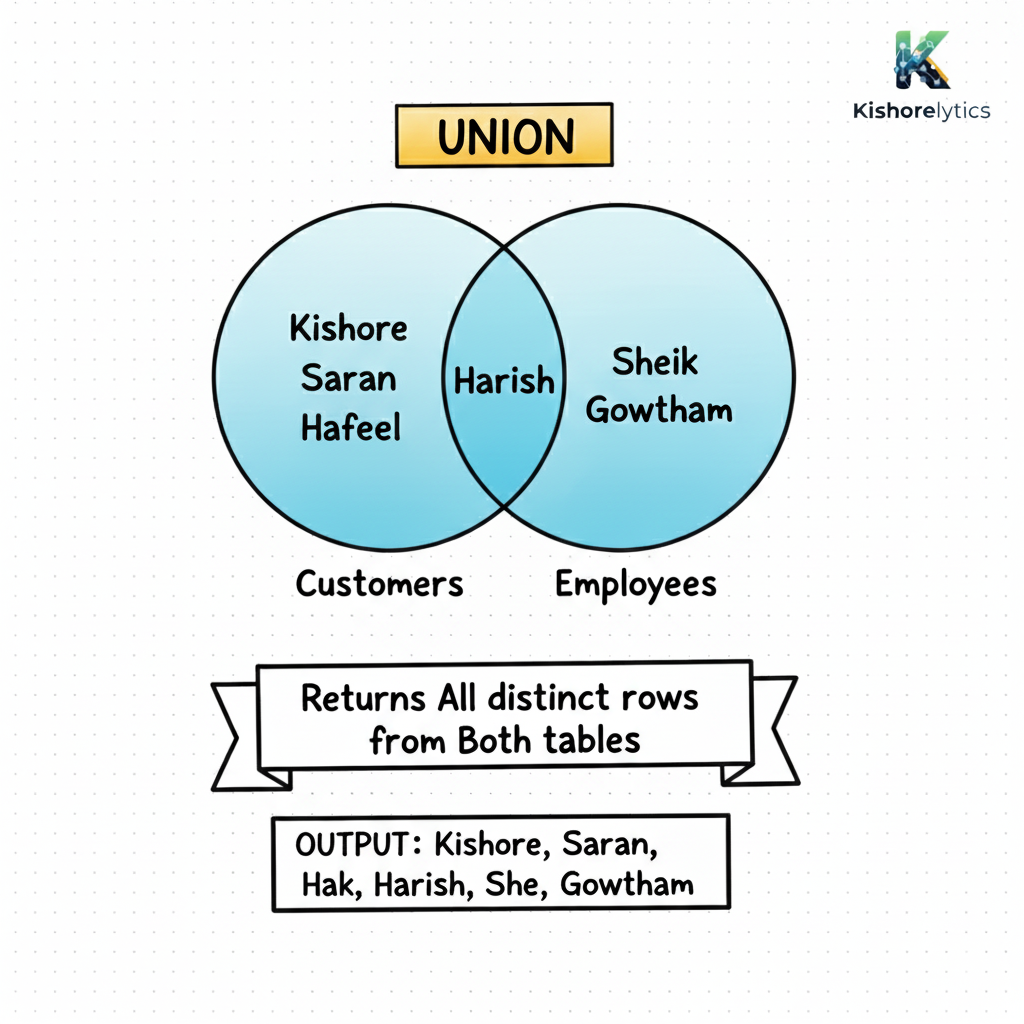 Kishorelytics
UNION
Kishore
Saran
Hafeel
Harish
Sheik
Gowtham
Customers
Employees
Returns All distinct rows
from Both tables
OUTPUT: Kishore, Saran,
Hak, Harish, She, Gowtham